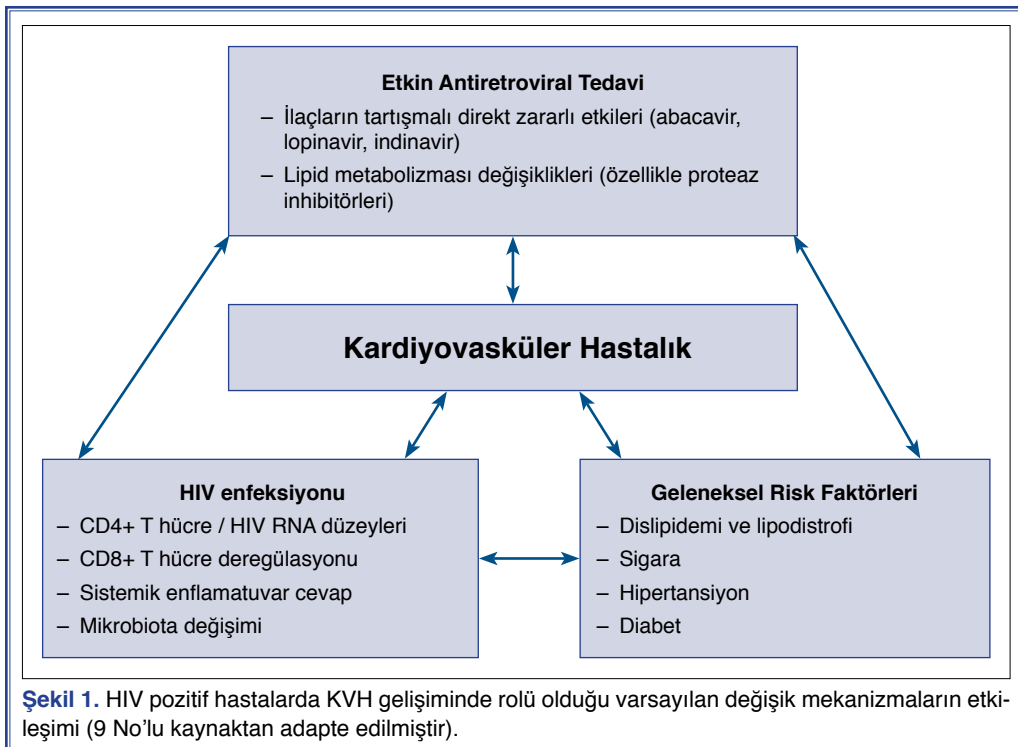 Etkin Antiretroviral Tedavi
– İlaçların tartışmalı direkt zararlı etkileri (abacavir,
lopinavir, indinavir)
– Lipid metabolizması değişiklikleri (özellikle proteaz
inhibitörleri)
Kardiyovasküler Hastalık
HIV enfeksiyonu
– CD4+ T hücre / HIV RNA düzeyleri
– CD8+ T hücre deregülasyonu
– Sistemik enflamatuvar cevap
– Mikrobiota değişimi
Geleneksel Risk Faktörleri
– Dislipidemi ve lipodistrofi
– Sigara
– Hipertansiyon
– Diabet
Şekil 1. HIV pozitif hastalarda KVH gelişiminde rolü olduğu varsayılan değişik mekanizmaların etki-
leşimi (9 No'lu kaynaktan adapte edilmiştir).